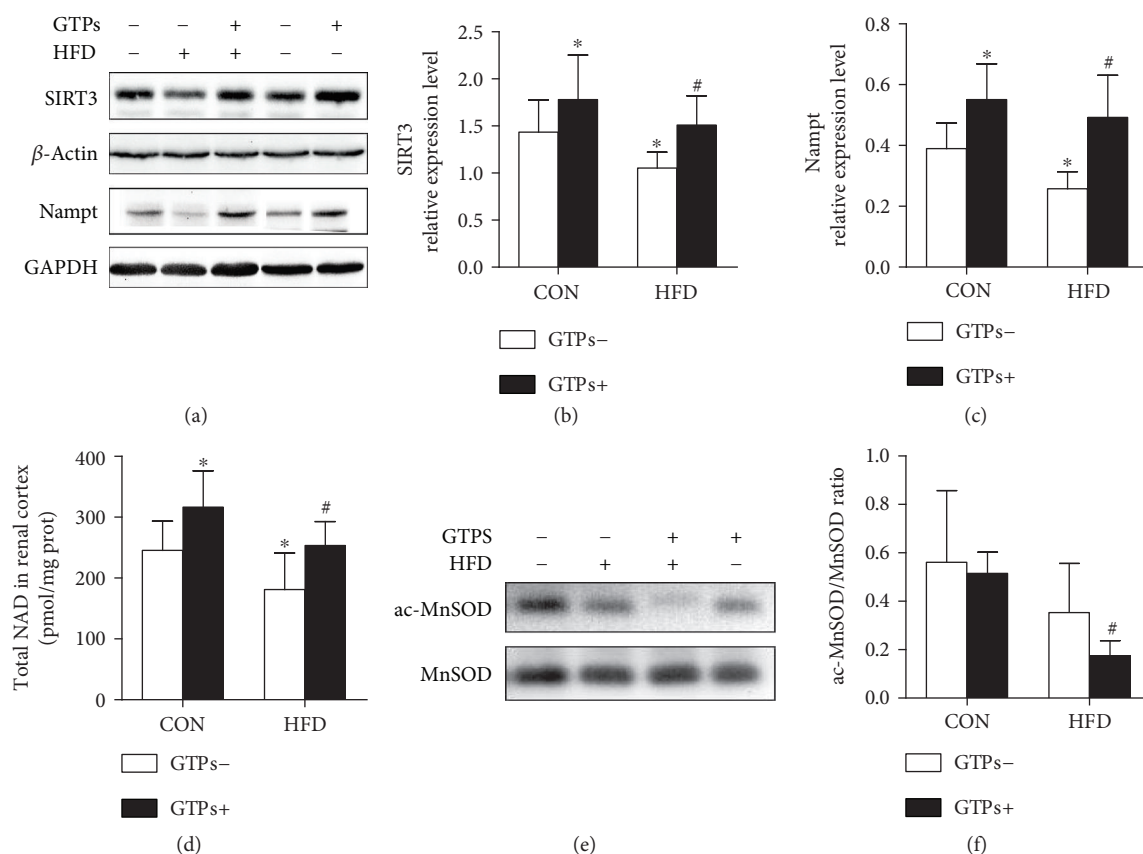 GTPs – – + – +
HFD – + + – –
SIRT3
β-Actin
Nampt
GAPDH
(a)
SIRT3
relative expression level
2.5
2.0
1.5
1.0
0.5
0.0
*
*
#
CON HFD
GTPs–
GTPs+
(b)
Nampt
relative expression level
0.8
0.6
0.4
0.2
0.0
*
*
#
CON HFD
GTPs–
GTPs+
(c)
Total NAD in renal cortex
(pmol/mg prot)
400
300
200
100
0
*
*
#
CON HFD
GTPs–
GTPs+
(d)
GTPS – – + +
HFD – + + –
ac-MnSOD
MnSOD
(e)
ac-MnSOD/MnSOD ratio
1.0
0.8
0.6
0.4
0.2
0.0
#
CON HFD
GTPs–
GTPs+
(f)